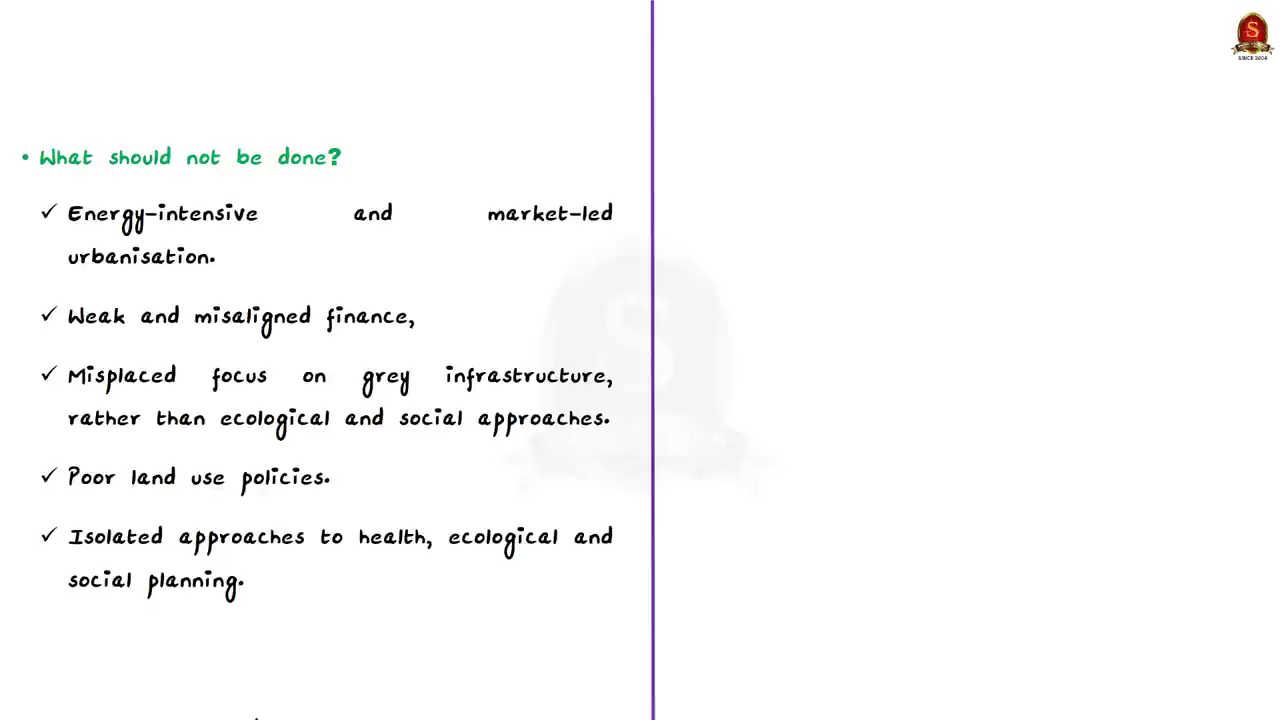 • What should not be done?
✓ Energy-intensive and market-led
urbanisation.
✓ Weak and misaligned finance,
✓ Misplaced focus on grey infrastructure,
rather than ecological and social approaches.
✓ Poor land use policies.
✓ Isolated approaches to health, ecological and
social planning.
S
SINCE 2004